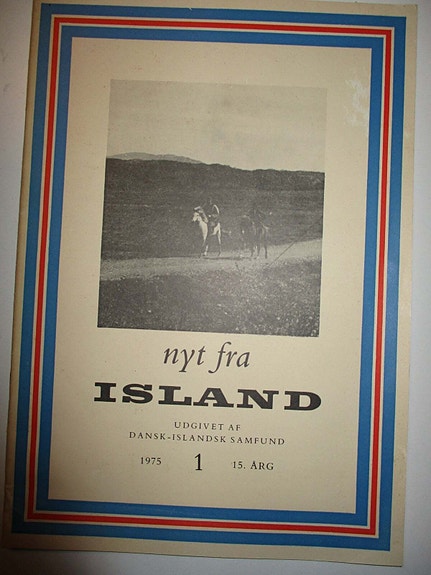 nyt fra
ISLAND
UDGIVET AF
DANSK-ISLANDSK SAMFUND
1975 1 15. ÅRG